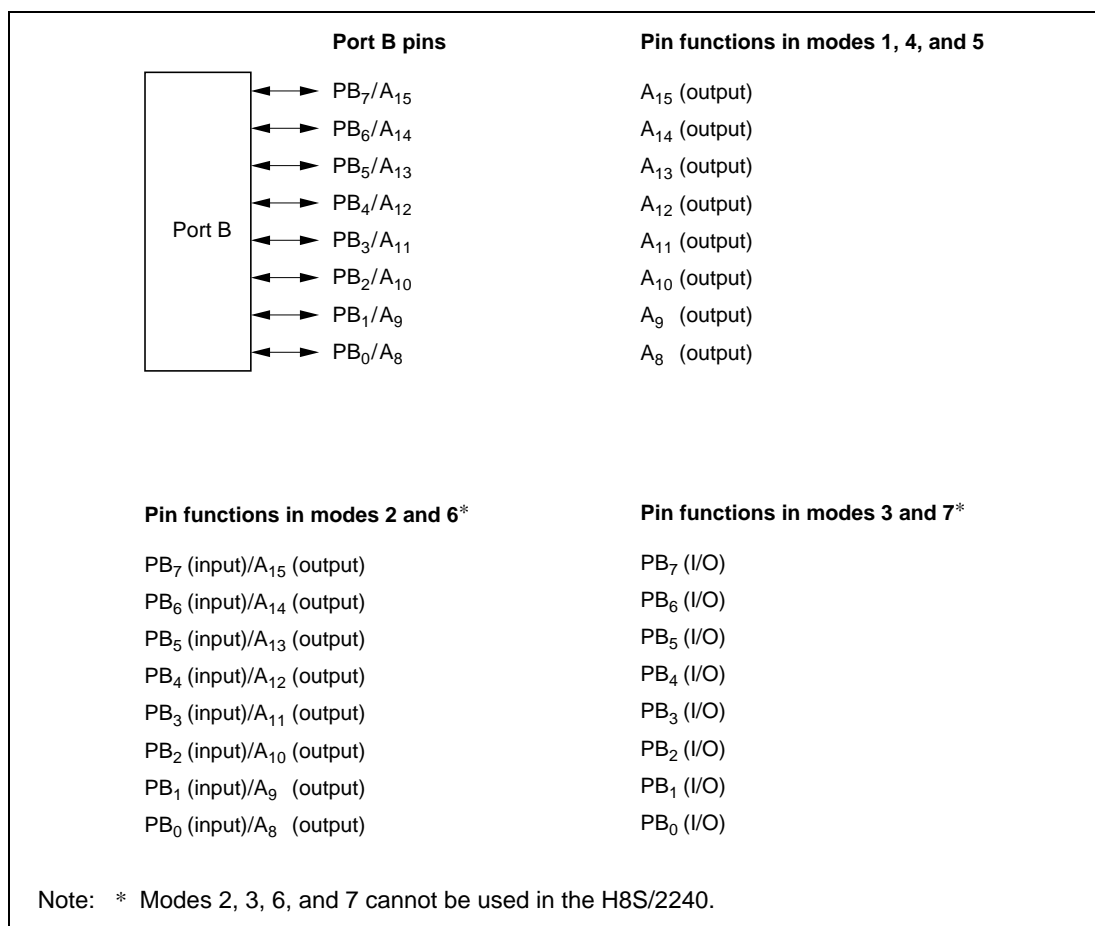 Port B pins Pin functions in modes 1, 4, and 5
Port B
PB₇/A₁₅ A₁₅ (output)
PB₆/A₁₄ A₁₄ (output)
PB₅/A₁₃ A₁₃ (output)
PB₄/A₁₂ A₁₂ (output)
PB₃/A₁₁ A₁₁ (output)
PB₂/A₁₀ A₁₀ (output)
PB₁/A₉ A₉ (output)
PB₀/A₈ A₈ (output)
Pin functions in modes 2 and 6*
PB₇ (input)/A₁₅ (output)
PB₆ (input)/A₁₄ (output)
PB₅ (input)/A₁₃ (output)
PB₄ (input)/A₁₂ (output)
PB₃ (input)/A₁₁ (output)
PB₂ (input)/A₁₀ (output)
PB₁ (input)/A₉ (output)
PB₀ (input)/A₈ (output)
Pin functions in modes 3 and 7*
PB₇ (I/O)
PB₆ (I/O)
PB₅ (I/O)
PB₄ (I/O)
PB₃ (I/O)
PB₂ (I/O)
PB₁ (I/O)
PB₀ (I/O)
Note: * Modes 2, 3, 6, and 7 cannot be used in the H8S/2240.